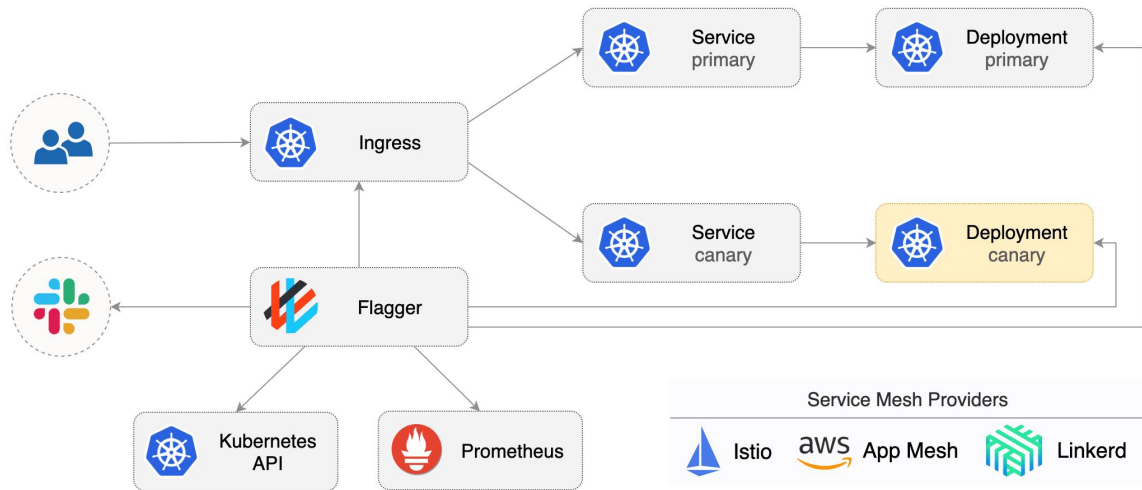 Service
primary
Deployment
primary
Ingress
Service
canary
Deployment
canary
Flagger
Kubernetes
API
Prometheus
Service Mesh Providers
Istio
aws
App Mesh
Linkerd